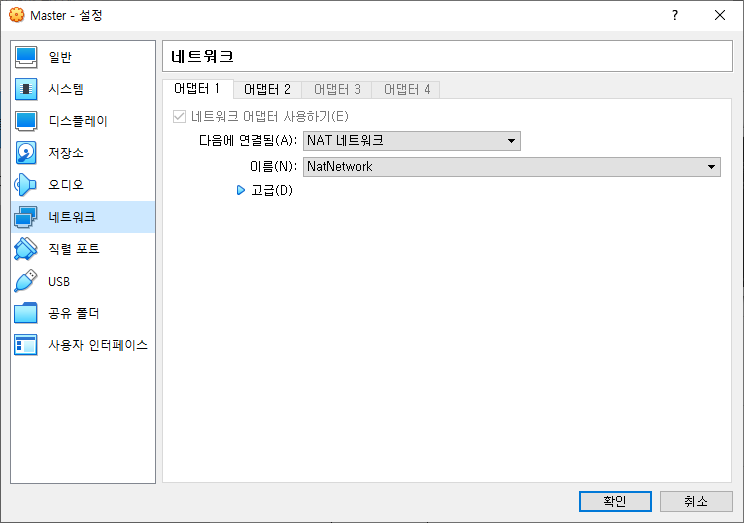 Master - 설정
?
일반
시스템
디스플레이
저장소
오디오
네트워크
직렬 포트
USB
공유 폴더
사용자 인터페이스
네트워크
어댑터 1 어댑터 2 어댑터 3 어댑터 4
네트워크 어댑터 사용하기(E)
다음에 연결됨(A): NAT 네트워크
이름(N): NatNetwork
고급(D)
확인 취소